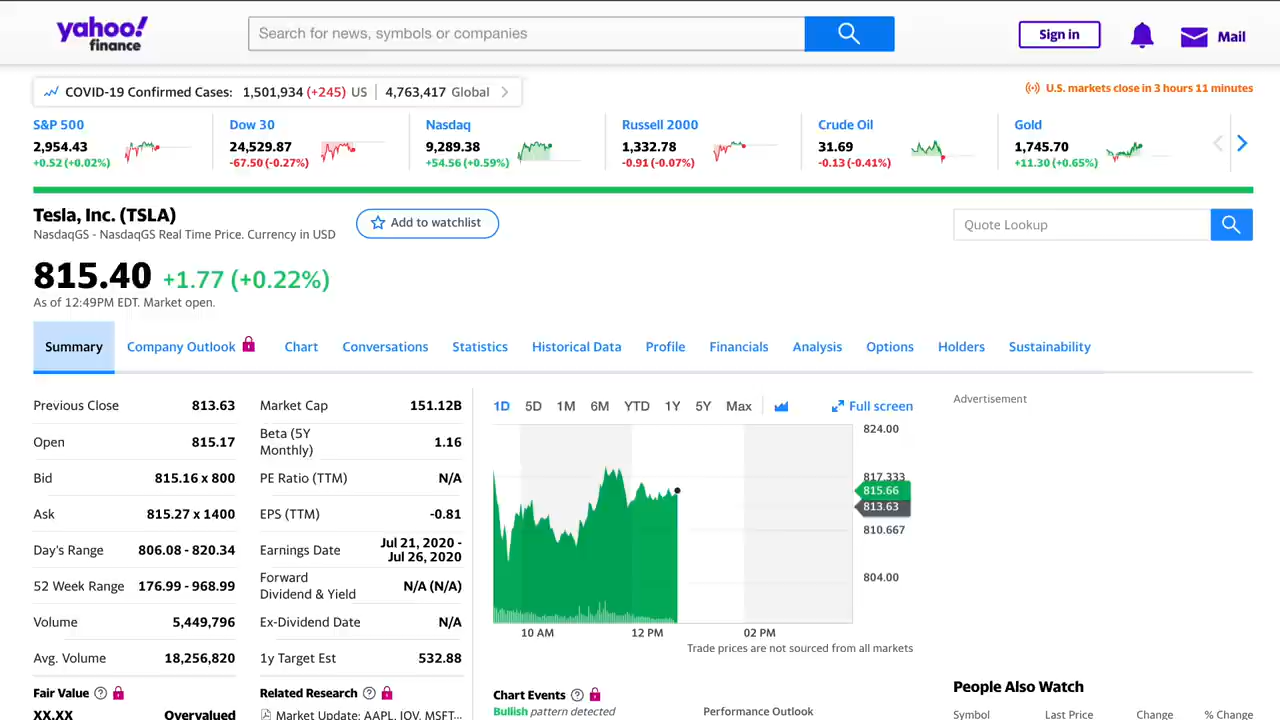 yahoo!
finance
Search for news, symbols or companies
Sign in
Mail
COVID-19 Confirmed Cases: 1,501,934 (+245) US | 4,763,417 Global
U.S. markets close in 3 hours 11 minutes
S&P 500
2,954.43
+0.52 (+0.02%)
Dow 30
24,529.87
-67.50 (-0.27%)
Nasdaq
9,289.38
+54.56 (+0.59%)
Russell 2000
1,332.78
-0.91 (-0.07%)
Crude Oil
31.69
-0.13 (-0.41%)
Gold
1,745.70
+11.30 (+0.65%)
Tesla, Inc. (TSLA)
NasdaqGS - NasdaqGS Real Time Price. Currency in USD
Add to watchlist
Quote Lookup
815.40 +1.77 (+0.22%)
As of 12:49PM EDT. Market open.
Summary Company Outlook Chart Conversations Statistics Historical Data Profile Financials Analysis Options Holders Sustainability
Previous Close 813.63
Open 815.17
Bid 815.16 x 800
Ask 815.27 x 1400
Day's Range 806.08 - 820.34
52 Week Range 176.99 - 968.99
Volume 5,449,796
Avg. Volume 18,256,820
Fair Value
XX.XX Overvalued
Market Cap 151.12B
Beta (5Y
Monthly) 1.16
PE Ratio (TTM) N/A
EPS (TTM) -0.81
Earnings Date Jul 21, 2020 -
Jul 26, 2020
Forward
Dividend & Yield N/A (N/A)
Ex-Dividend Date N/A
1y Target Est 532.88
Related Research
Market Update: AAPL, IQV, MSFT...
1D 5D 1M 6M YTD 1Y 5Y Max
Full screen
824.00
817.333
815.66
813.63
810.667
804.00
10 AM 12 PM 02 PM
Trade prices are not sourced from all markets
Chart Events
Bullish pattern detected
Performance Outlook
Advertisement
People Also Watch
Symbol Last Price Change % Change